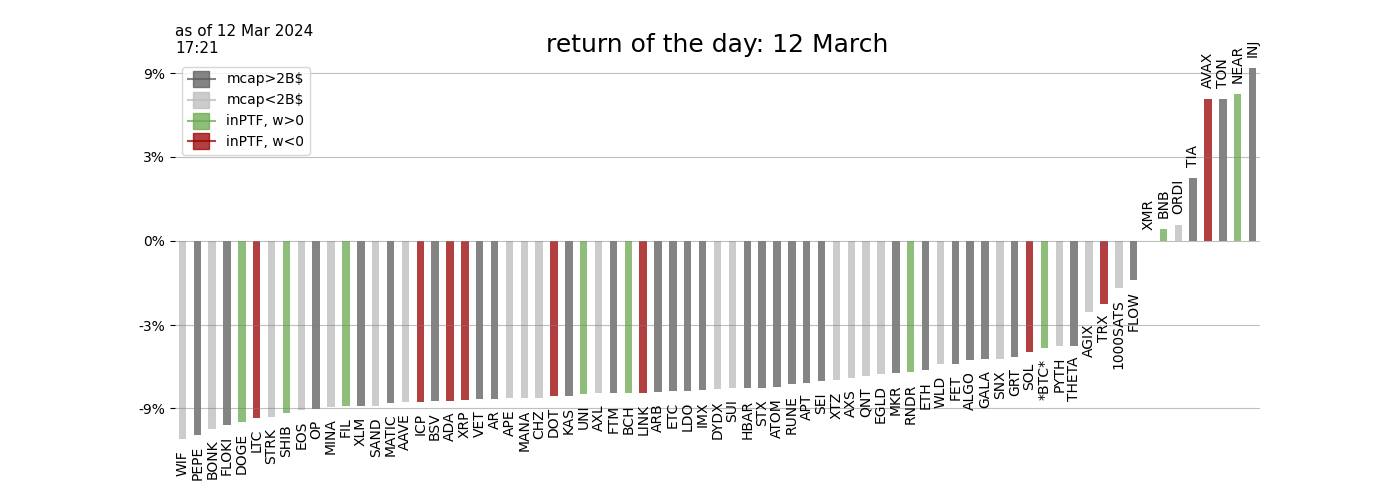 as of 12 Mar 2024
17:21
return of the day: 12 March
mcap>2B$
mcap<2B$
inPTF, w>0
inPTF, w<0
9%
3%
0%
-3%
-9%
WIF
PEPE
BONK
FLOKI
DOGE
LTC
STRK
SHIB
EOS
OP
MINA
FIL
XLM
SAND
MATIC
AAVE
ICP
BSV
ADA
XRP
VET
AR
APE
MANA
CHZ
DOT
KAS
UNI
AXL
FTM
BCH
LINK
ARB
ETC
LDO
IMX
DYDX
SUI
HBAR
STX
ATOM
RUNE
APT
SEI
XTZ
AXS
QNT
EGLD
MKR
RNDR
ETH
WLD
FET
ALGO
GALA
SNX
GRT
SOL
*BTC*
PYTH
THETA
AGIX
TRX
1000SATS
FLOW
XMR
BNB
ORDI
TIA
AVAX
TON
NEAR
INJ